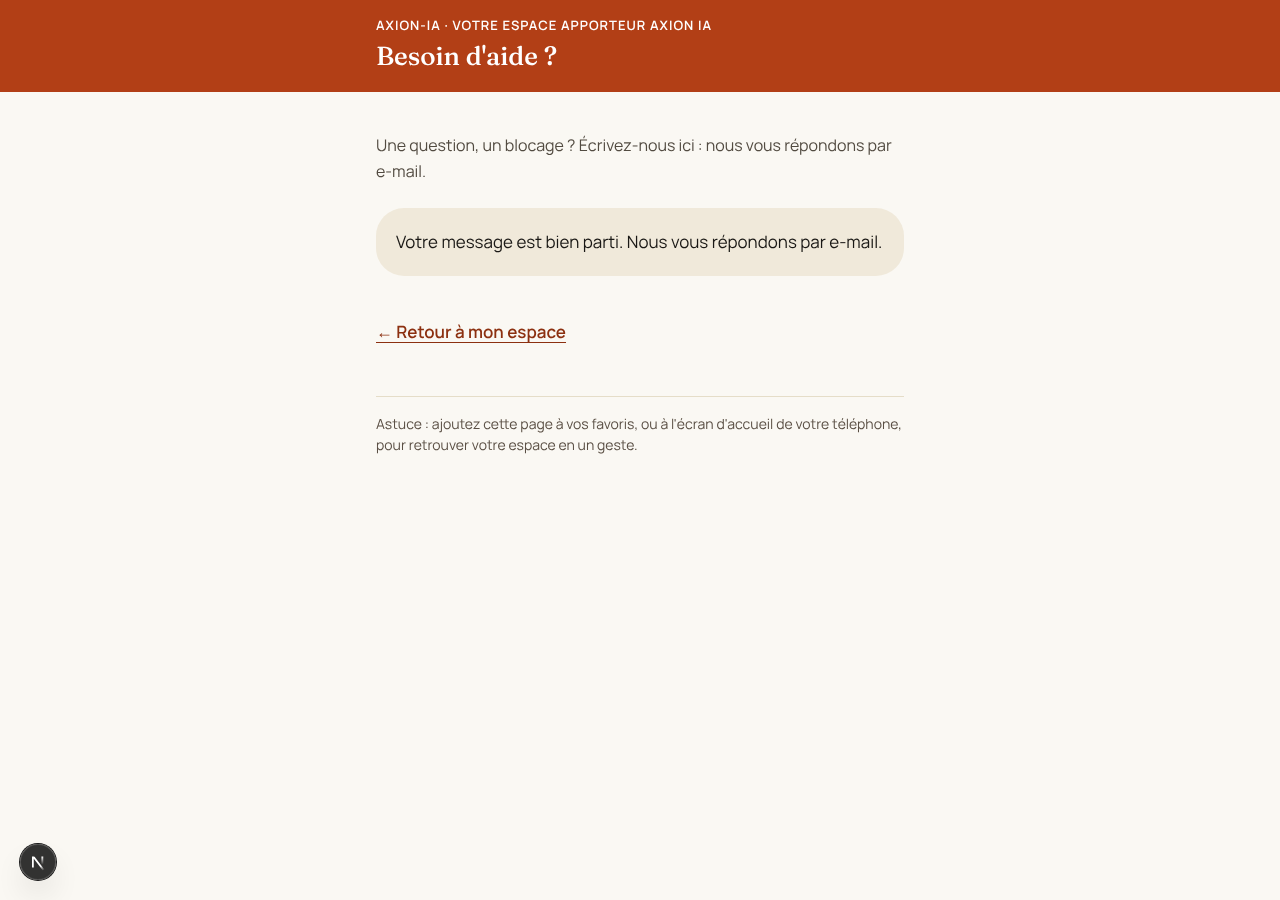 AXION-IA · VOTRE ESPACE APPORTEUR AXION IA
Besoin d'aide ?
Une question, un blocage ? Écrivez-nous ici : nous vous répondons par
e-mail.
Votre message est bien parti. Nous vous répondons par e-mail.
← Retour à mon espace
Astuce : ajoutez cette page à vos favoris, ou à l'écran d'accueil de votre téléphone,
pour retrouver votre espace en un geste.
N